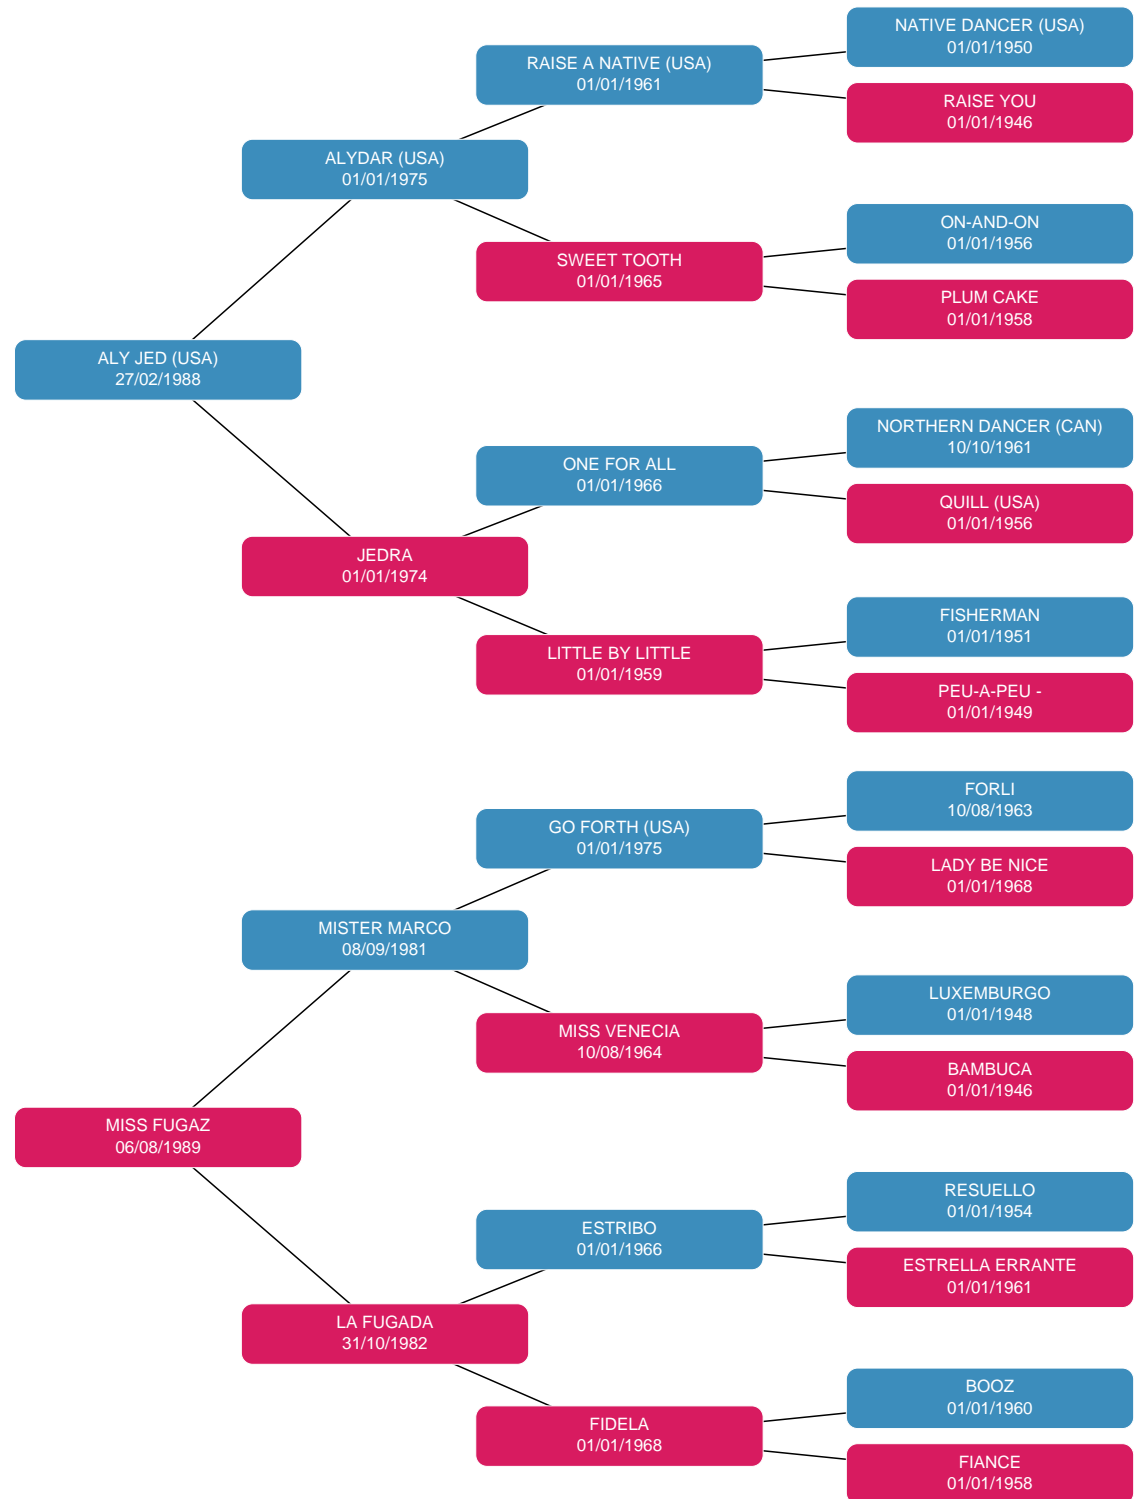 NATIVE DANCER (USA)
01/01/1950
RAISE A NATIVE (USA)
01/01/1961
RAISE YOU
01/01/1946
ALYDAR (USA)
01/01/1975
ON-AND-ON
01/01/1956
SWEET TOOTH
01/01/1965
PLUM CAKE
01/01/1958
ALY JED (USA)
27/02/1988
NORTHERN DANCER (CAN)
10/10/1961
ONE FOR ALL
01/01/1966
QUILL (USA)
01/01/1956
JEDRA
01/01/1974
FISHERMAN
01/01/1951
LITTLE BY LITTLE
01/01/1959
PEU-A-PEU -
01/01/1949
FORLI
10/08/1963
GO FORTH (USA)
01/01/1975
LADY BE NICE
01/01/1968
MISTER MARCO
08/09/1981
LUXEMBURGO
01/01/1948
MISS VENECIA
10/08/1964
BAMBUCA
01/01/1946
MISS FUGAZ
06/08/1989
RESUELLO
01/01/1954
ESTRIBO
01/01/1966
ESTRELLA ERRANTE
01/01/1961
LA FUGADA
31/10/1982
BOOZ
01/01/1960
FIDELA
01/01/1968
FIANCE
01/01/1958